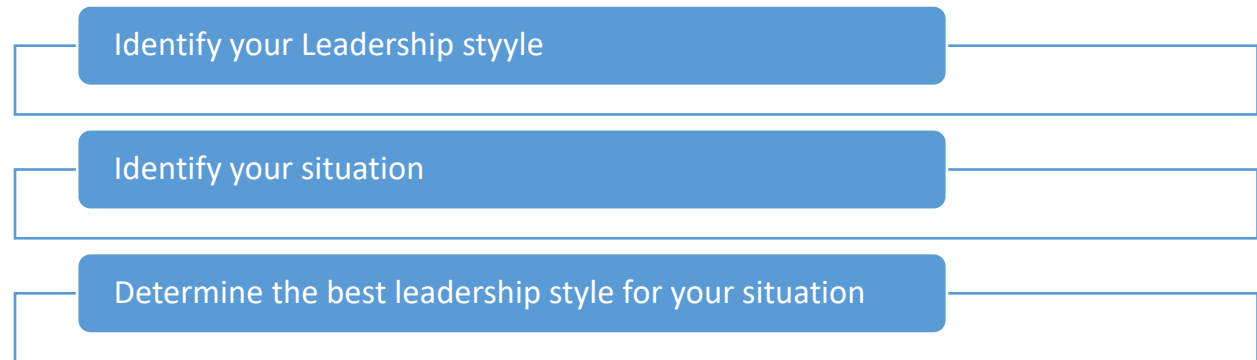 Identify your Leadership styyle
Identify your situation
Determine the best leadership style for your situation